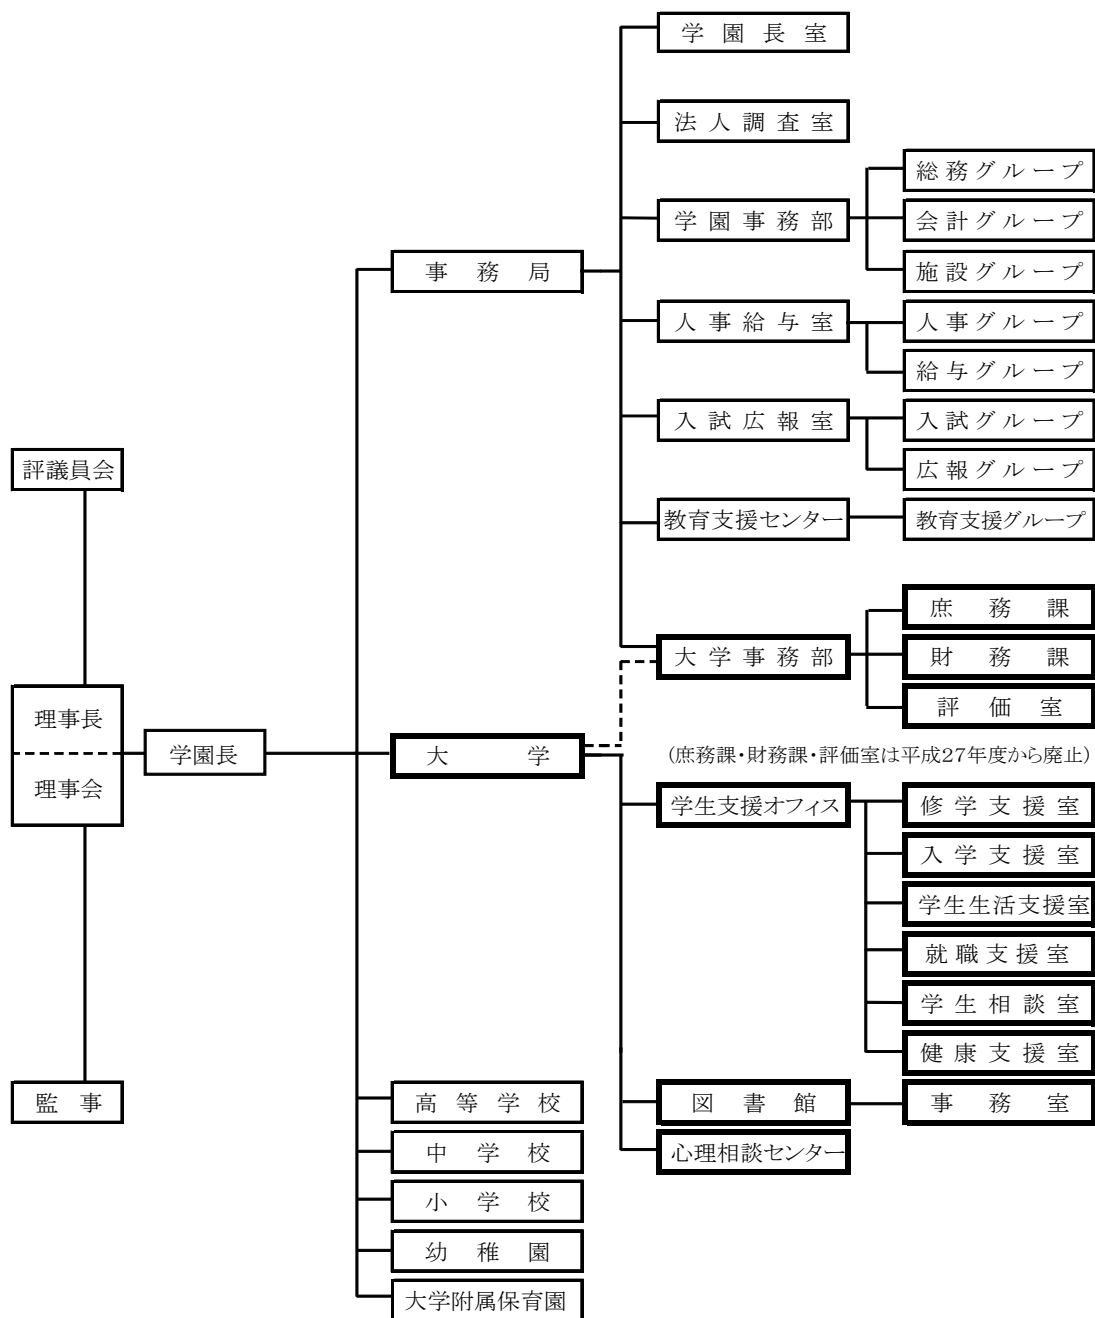 学園長室
法人調査室
総務グループ
学園事務部
会計グループ
施設グループ
事務局
人事給与室
人事グループ
給与グループ
入試広報室
入試グループ
広報グループ
評議員会
教育支援センター
教育支援グループ
庶務課
大学事務部
財務課
評価室
理事長
学園長
大学
(庶務課・財務課・評価室は平成27年度から廃止)
理事会
学生支援オフィス
修学支援室
入学支援室
学生生活支援室
就職支援室
学生相談室
健康支援室
監事
高等学校
図書館
事務室
中学校
心理相談センター
小学校
幼稚園
大学附属保育園